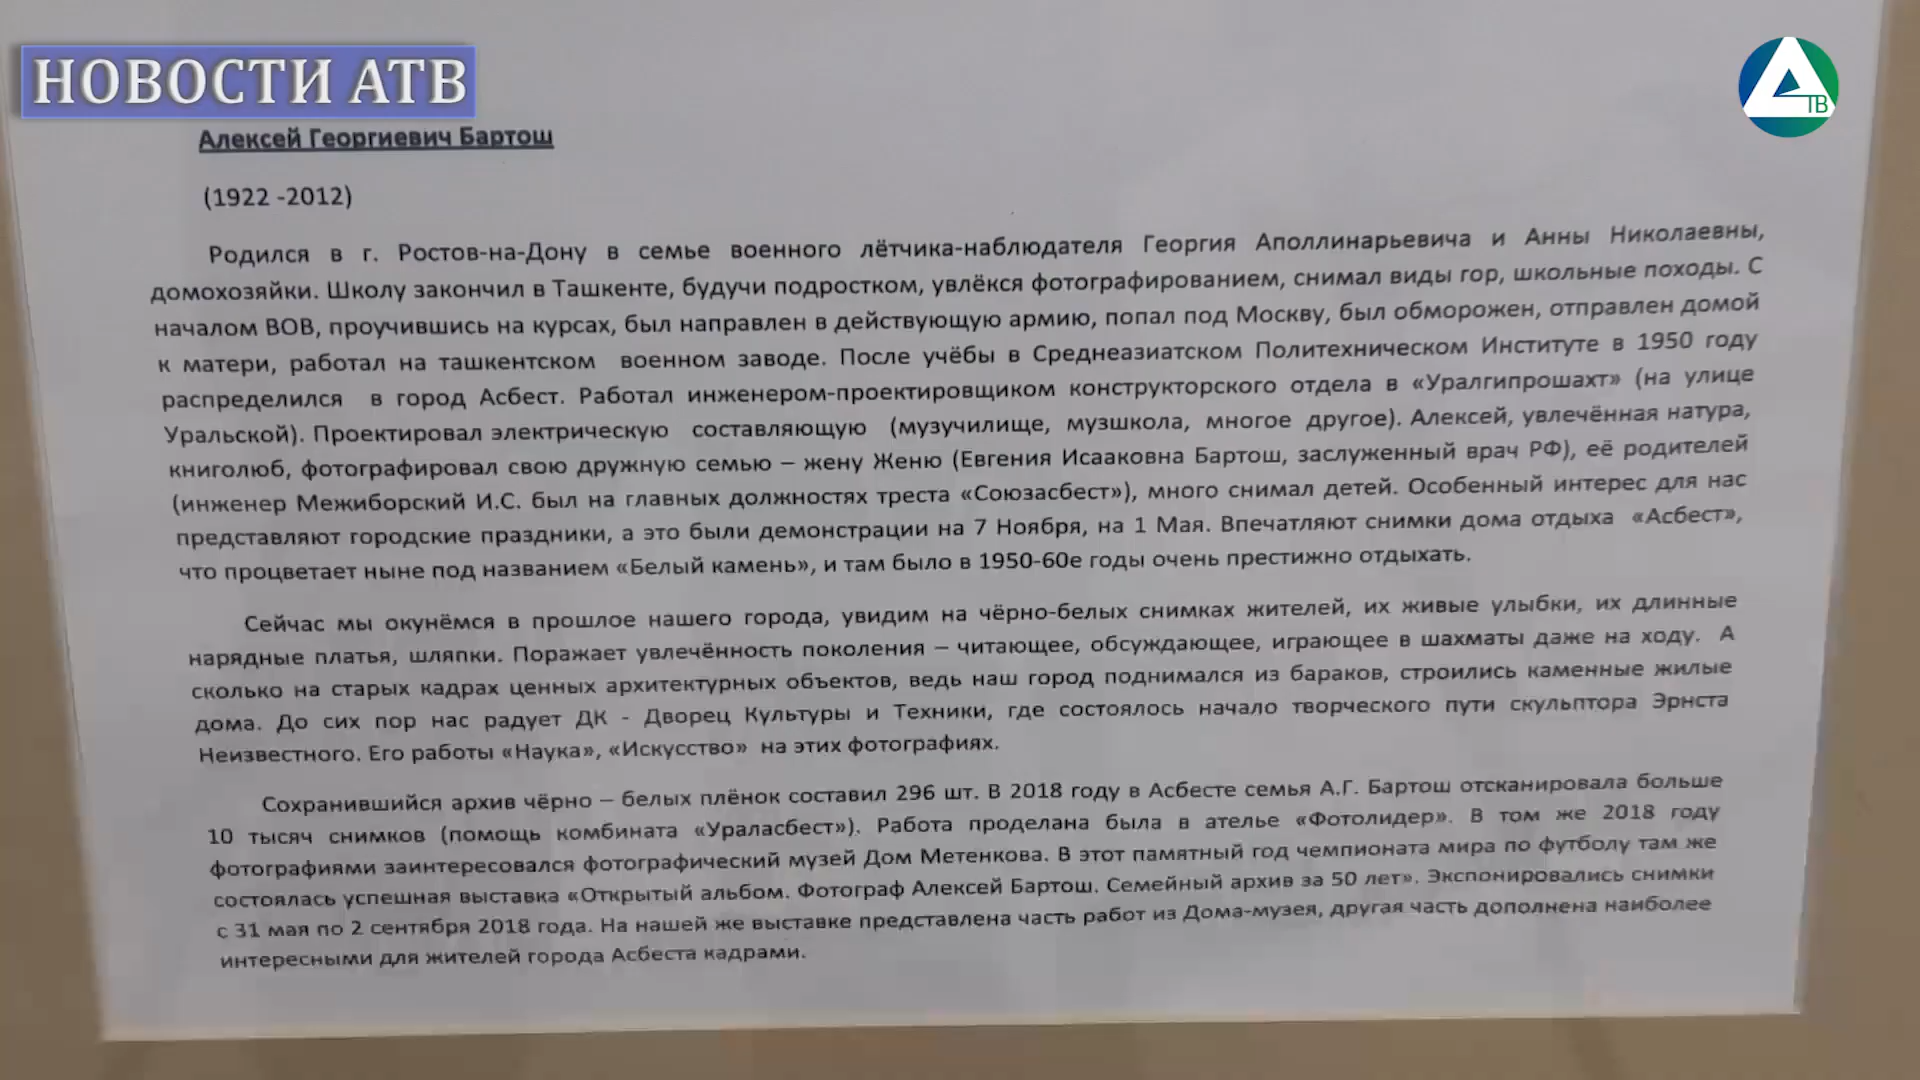 НОВОСТИ АТВ
ТВ
Алексей Георгиевич Бартош
(1922 -2012)
Родился в г. Ростов-на-Дону в семье военного лётчика-наблюдателя Георгия Аполлинарьевича и Анны Николаевны,
домохозяйки. Школу закончил в Ташкенте, будучи подростком, увлёкся фотографированием, снимал виды гор, школьные походы. С
началом ВОВ, проучившись на курсах, был направлен в действующую армию, попал под Москву, был обморожен, отправлен домой
к матери, работал на ташкентском военном заводе. После учёбы в Среднеазиатском Политехническом Институте в 1950 году
распределился в город Асбест. Работал инженером-проектировщиком конструкторского отдела в «Уралгипрошахт» (на улице
Уральской). Проектировал электрическую составляющую (музучилище, музшкола, многое другое). Алексей, увлечённая натура,
книголюб, фотографировал свою дружную семью – жену Женю (Евгения Исааковна Бартош, заслуженный врач РФ), её родителей
(инженер Межиборский И.С. был на главных должностях треста «Союзасбест»), много снимал детей. Особенный интерес для нас
представляют городские праздники, а это были демонстрации на 7 Ноября, на 1 Мая. Впечатляют снимки дома отдыха «Асбест»,
что процветает ныне под названием «Белый камень», и там было в 1950-60е годы очень престижно отдыхать.
Сейчас мы окунёмся в прошлое нашего города, увидим на чёрно-белых снимках жителей, их живые улыбки, их длинные
нарядные платья, шляпки. Поражает увлечённость поколения – читающее, обсуждающее, играющее в шахматы даже на ходу. А
сколько на старых кадрах ценных архитектурных объектов, ведь наш город поднимался из бараков, строились каменные жилые
дома. До сих пор нас радует ДК - Дворец Культуры и Техники, где состоялось начало творческого пути скульптора Эрнста
Неизвестного. Его работы «Наука», «Искусство» на этих фотографиях.
Сохранившийся архив чёрно – белых плёнок составил 296 шт. В 2018 году в Асбесте семья А.Г. Бартош отсканировала больше
10 тысяч снимков (помощь комбината «Ураласбест»). Работа проделана была в ателье «Фотолидер». В том же 2018 году
фотографиями заинтересовался фотографический музей Дом Метенкова. В этот памятный год чемпионата мира по футболу там же
состоялась успешная выставка «Открытый альбом. Фотограф Алексей Бартош. Семейный архив за 50 лет». Экспонировались снимки
с 31 мая по 2 сентября 2018 года. На нашей же выставке представлена часть работ из Дома-музея, другая часть дополнена наиболее
интересными для жителей города Асбеста кадрами.